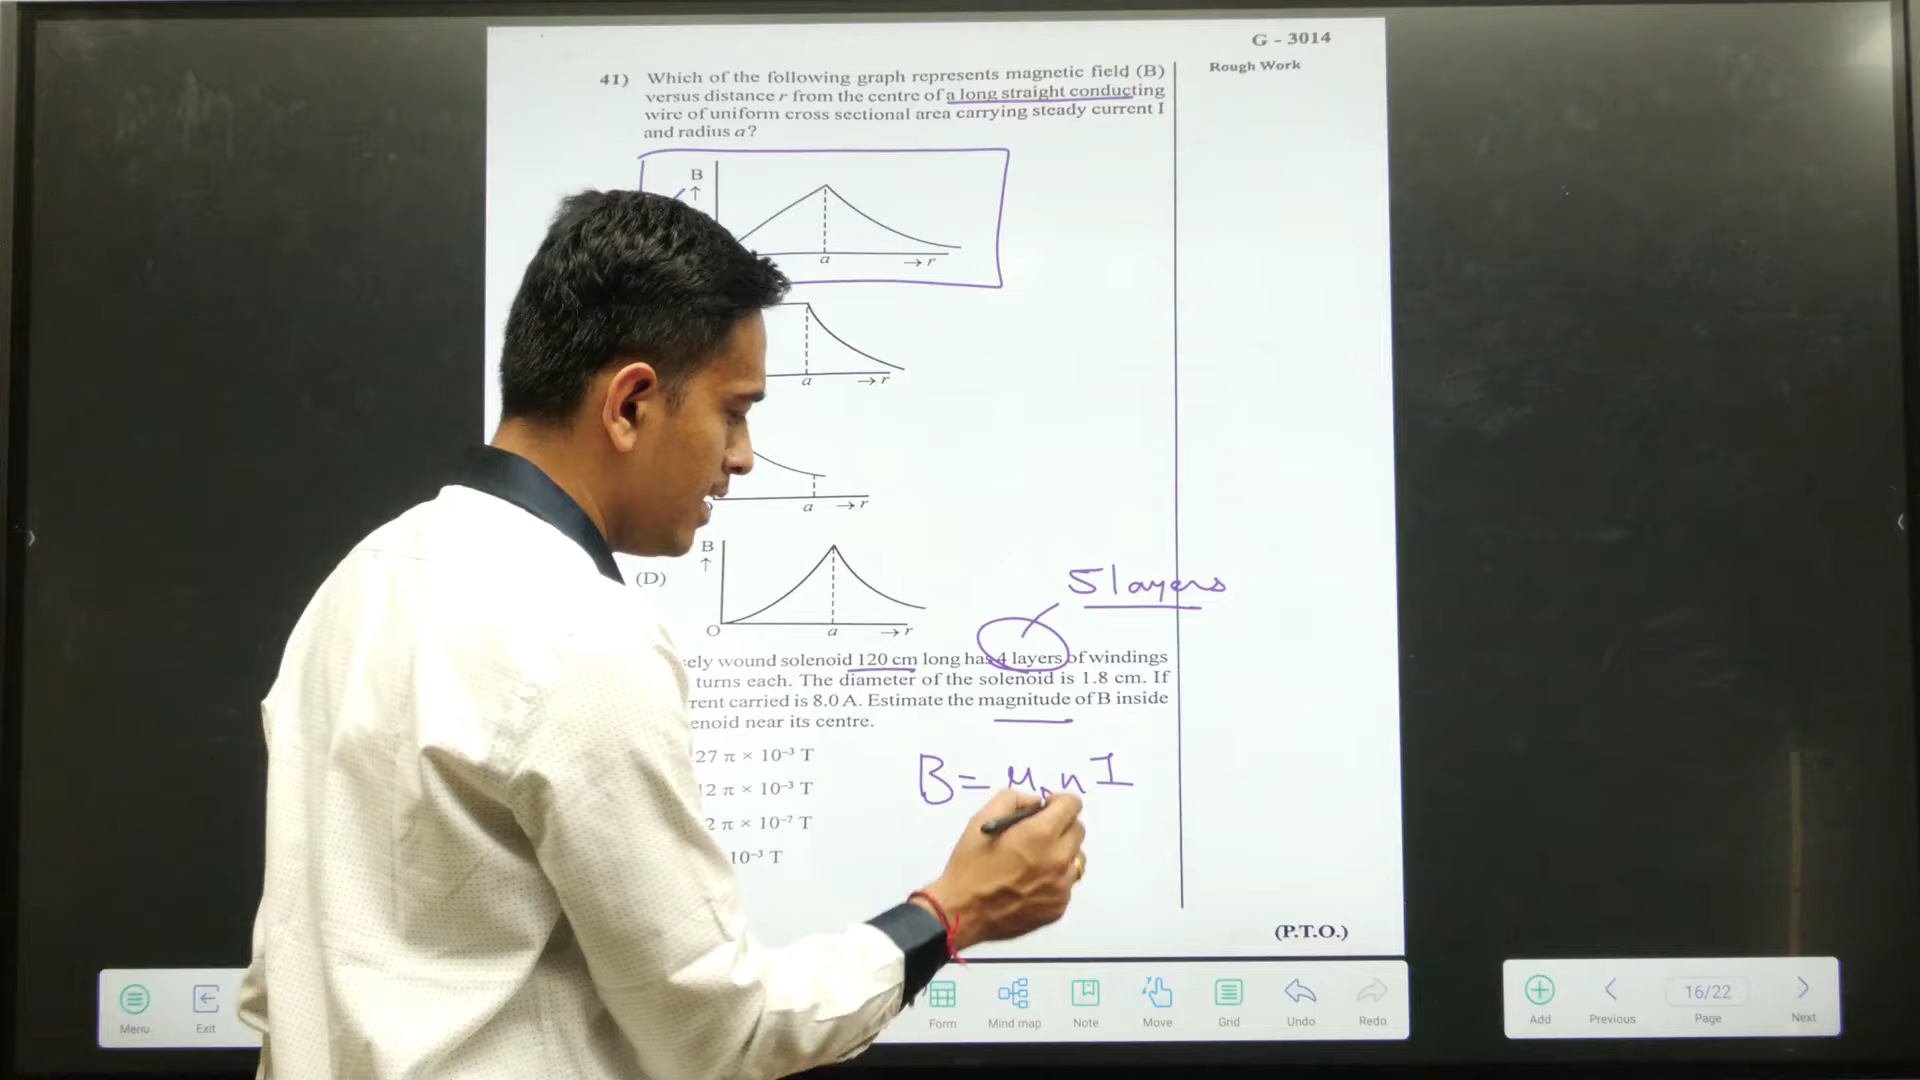 G - 3014
Rough Work
41) Which of the following graph represents magnetic field (B)
versus distance r from the centre of a long straight conducting
wire of uniform cross sectional area carrying steady current I
and radius a?
B
↑
a → r
a → r
a → r
B
↑
(D)
O a → r
5 layers
wound solenoid 120 cm long has 4 layers of windings
turns each. The diameter of the solenoid is 1.8 cm. If
carried is 8.0 A. Estimate the magnitude of B inside
near its centre.
27 π × 10⁻³ T
2 π × 10⁻³ T
2 π × 10⁻⁷ T
10⁻³ T
B = μ₀ n I
(P.T.O.)
Menu Exit Form Mind map Note Move Grid Undo Redo
Add Previous 16/22 Page Next